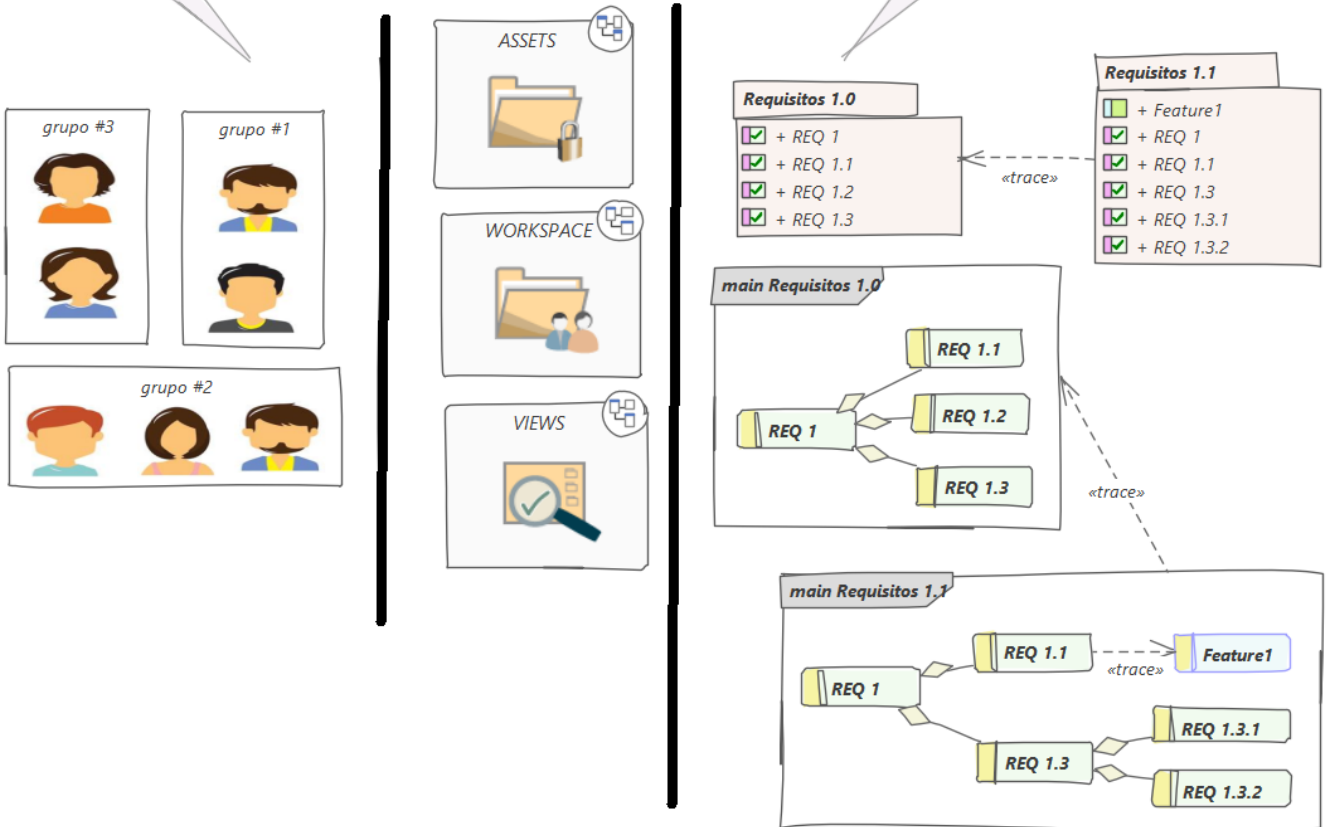 grupo #3
grupo #1
grupo #2
ASSETS
WORKSPACE
VIEWS
Requisitos 1.0
+ REQ 1
+ REQ 1.1
+ REQ 1.2
+ REQ 1.3
«trace»
Requisitos 1.1
+ Feature1
+ REQ 1
+ REQ 1.1
+ REQ 1.3
+ REQ 1.3.1
+ REQ 1.3.2
main Requisitos 1.0
REQ 1.1
REQ 1.2
REQ 1
REQ 1.3
«trace»
main Requisitos 1.1
REQ 1.1
«trace»
Feature1
REQ 1
REQ 1.3.1
REQ 1.3
REQ 1.3.2